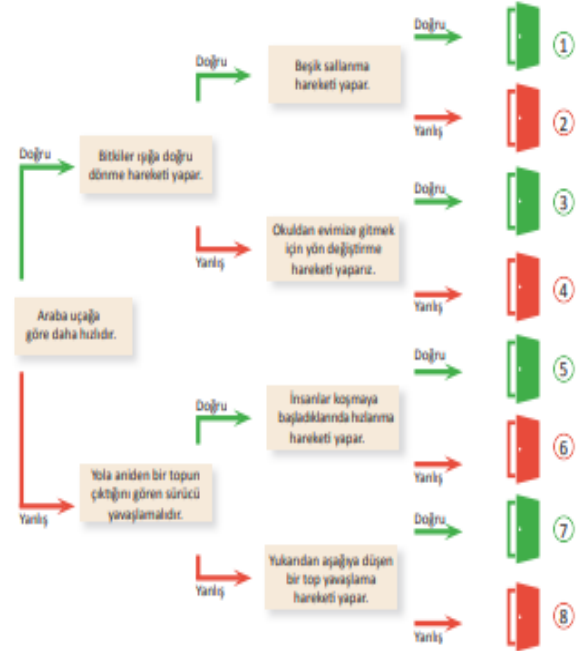 Doğru
1
Doğru
Beşik sallanma
hareketi yapar.
Yanlış
2
Doğru
Bitkiler ışığa doğru
dönme hareketi yapar.
Doğru
3
Yanlış
Okuldan evimize gitmek
için yön değiştirme
hareketi yaparız.
Yanlış
4
Araba uçağa
göre daha hızlıdır.
Doğru
5
Doğru
İnsanlar koşmaya
başladıklarında hızlanma
hareketi yapar.
Yanlış
6
Yanlış
Yola aniden bir topun
çıktığını gören sürücü
yavaşlamalıdır.
Doğru
7
Yanlış
Yukarıdan aşağıya düşen
bir top yavaşlama
hareketi yapar.
Yanlış
8